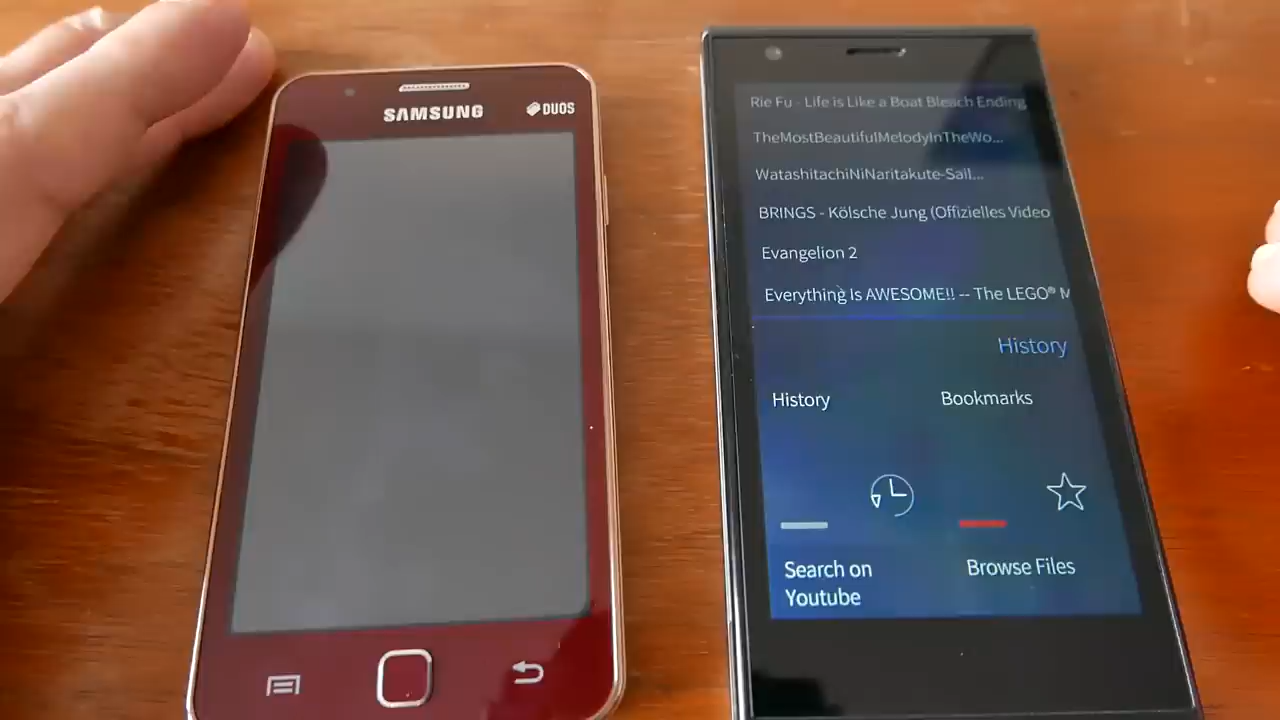 SAMSUNG
DUOS
Rie Fu - Life is Like a Boat Bleach Ending
TheMostBeautifulMelodyInTheWo...
WatashitachiNiNaritakute-Sail...
BRINGS - Kölsche Jung (Offizielles Video
Evangelion 2
Everything Is AWESOME!! -- The LEGO® M
History
History
Bookmarks
Search on
Youtube
Browse Files